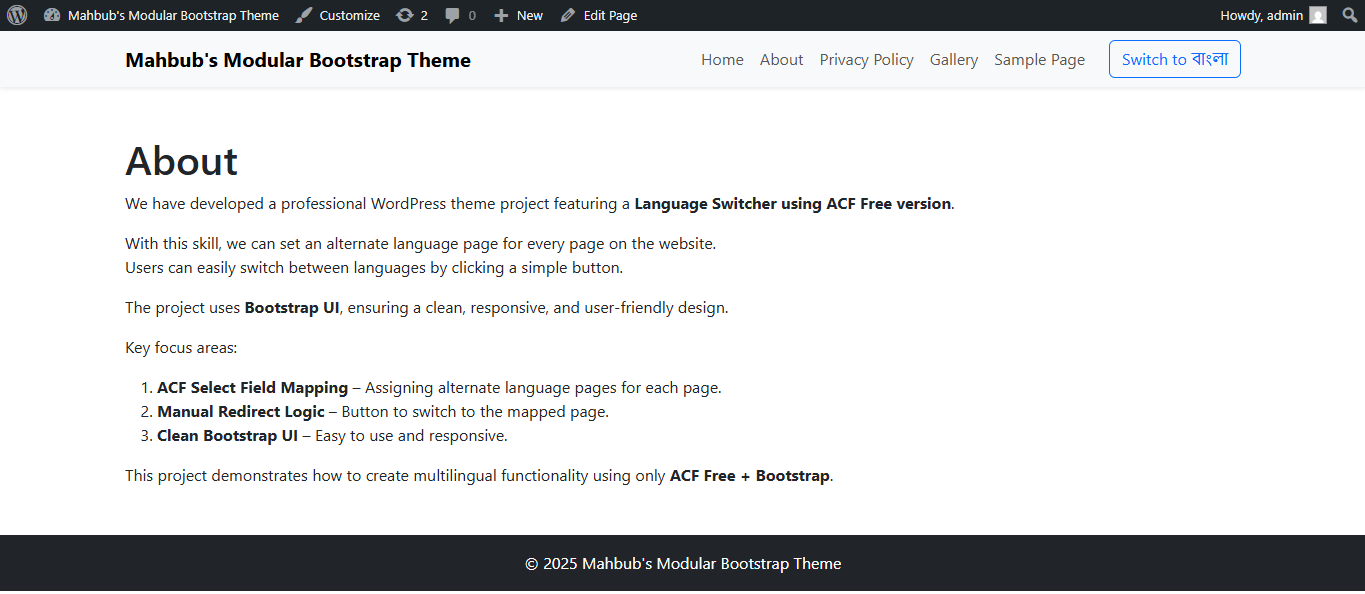 Mahbub's Modular Bootstrap Theme Customize 2 0 New Edit Page Howdy, admin
Mahbub's Modular Bootstrap Theme Home About Privacy Policy Gallery Sample Page Switch to বাংলা
About
We have developed a professional WordPress theme project featuring a Language Switcher using ACF Free version.
With this skill, we can set an alternate language page for every page on the website.
Users can easily switch between languages by clicking a simple button.
The project uses Bootstrap UI, ensuring a clean, responsive, and user-friendly design.
Key focus areas:
1. ACF Select Field Mapping – Assigning alternate language pages for each page.
2. Manual Redirect Logic – Button to switch to the mapped page.
3. Clean Bootstrap UI – Easy to use and responsive.
This project demonstrates how to create multilingual functionality using only ACF Free + Bootstrap.
© 2025 Mahbub's Modular Bootstrap Theme